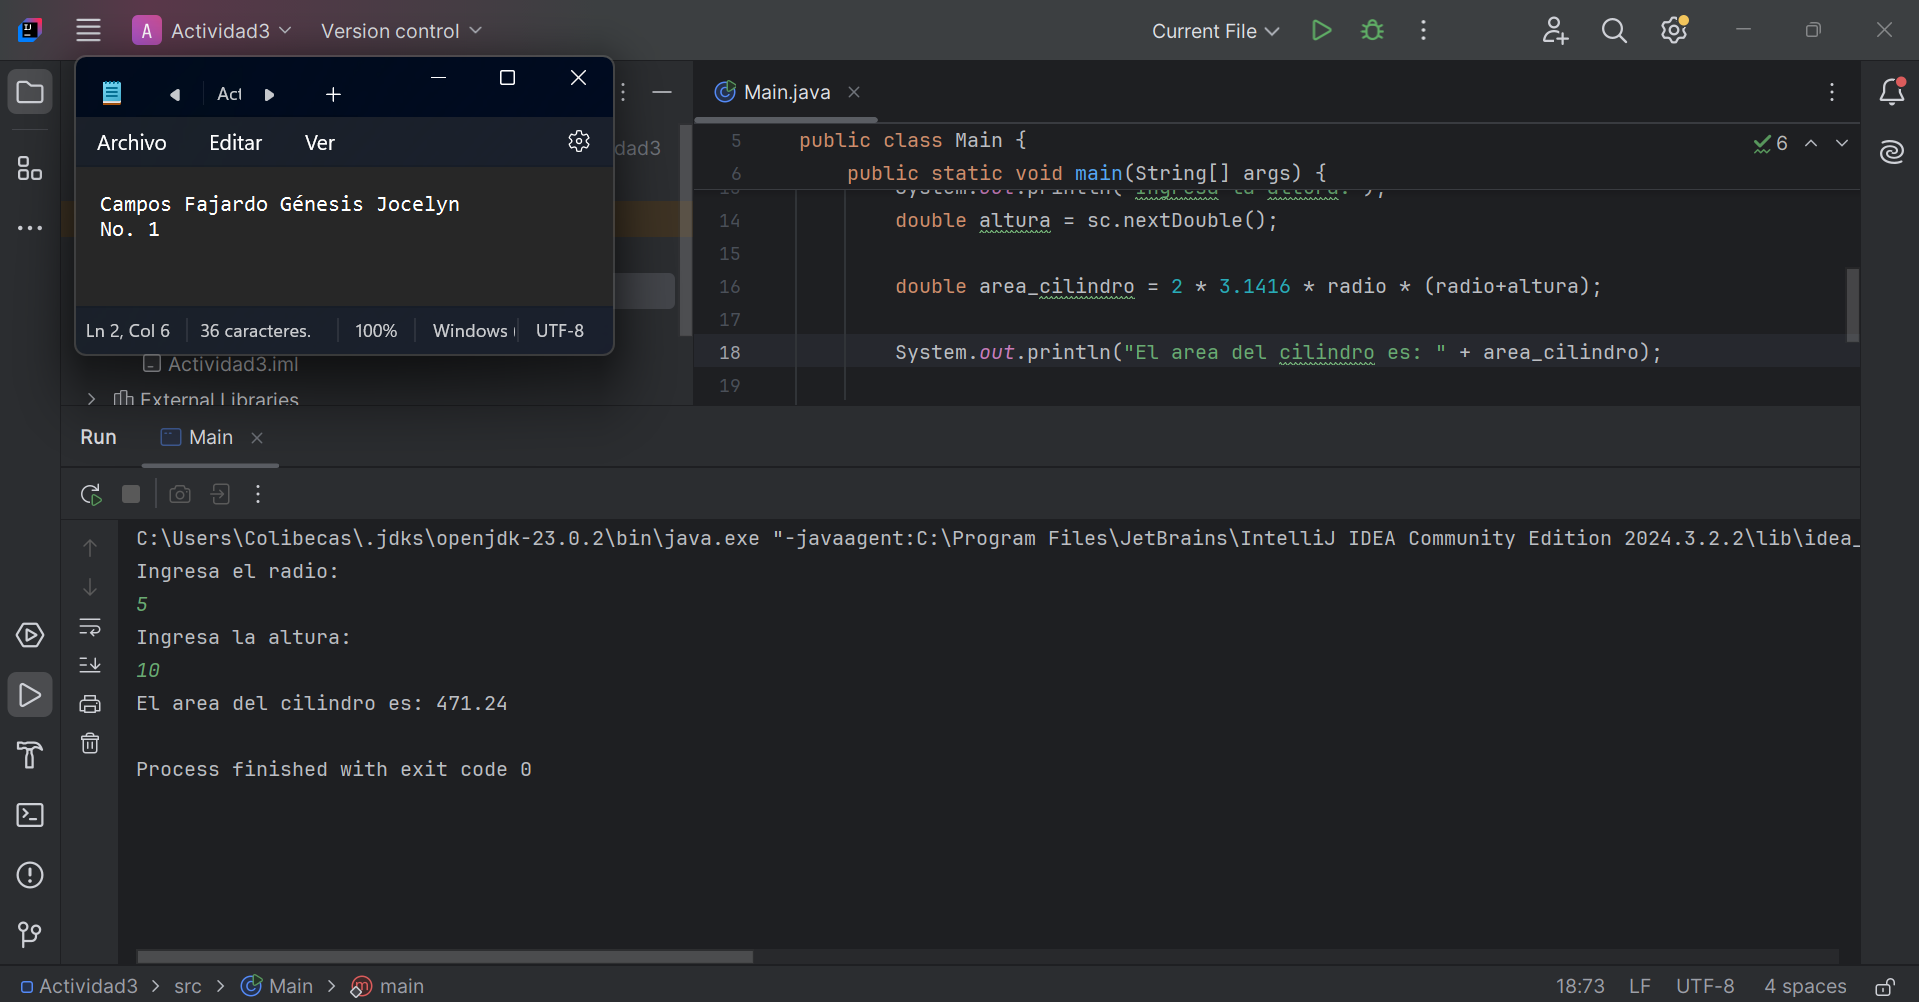 A Actividad3 Version control Current File
Act
Archivo Editar Ver
Campos Fajardo Génesis Jocelyn
No. 1
Ln 2, Col 6 36 caracteres. 100% Windows UTF-8
dad3
Actividad3.iml
External Libraries
Main.java
5 public class Main {
6 public static void main(String[] args) {
6
System.out.println("Ingresa la altura: ");
14 double altura = sc.nextDouble();
15
16 double area_cilindro = 2 * 3.1416 * radio * (radio+altura);
17
18 System.out.println("El area del cilindro es: " + area_cilindro);
19
Run Main
C:\Users\Colibecas\.jdks\openjdk-23.0.2\bin\java.exe "-javaagent:C:\Program Files\JetBrains\IntelliJ IDEA Community Edition 2024.3.2.2\lib\idea_
Ingresa el radio:
5
Ingresa la altura:
10
El area del cilindro es: 471.24
Process finished with exit code 0
Actividad3 > src > Main > main
18:73 LF UTF-8 4 spaces